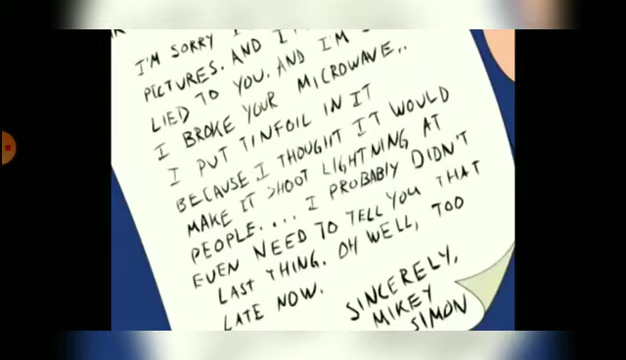 I'M SORRY I
PICTURES. AND I
LIED TO YOU. AND I'M
I BROKE YOUR MICROWAVE..
I PUT TINFOIL IN IT
BECAUSE I THOUGHT IT WOULD
MAKE IT SHOOT LIGHTNING AT
PEOPLE.... I PROBABLY DIDN'T
EVEN NEED TO TELL YOU THAT
LAST THING. OH WELL, TOO
LATE NOW.
SINCERELY,
MIKEY
SIMON